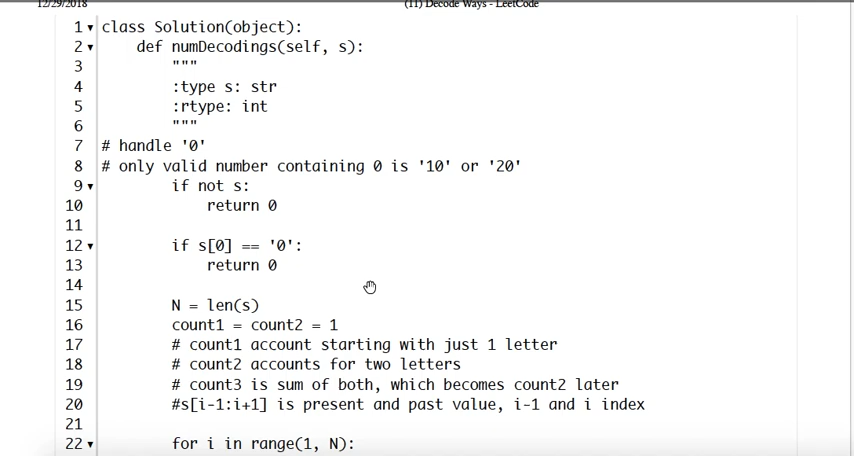 12/29/2018 (11) Decode Ways - LeetCode
1 class Solution(object):
2 def numDecodings(self, s):
3 """
4 :type s: str
5 :rtype: int
6 """
7 # handle '0'
8 # only valid number containing 0 is '10' or '20'
9 if not s:
10 return 0
11
12 if s[0] == '0':
13 return 0
14
15 N = len(s)
16 count1 = count2 = 1
17 # count1 account starting with just 1 letter
18 # count2 accounts for two letters
19 # count3 is sum of both, which becomes count2 later
20 #s[i-1:i+1] is present and past value, i-1 and i index
21
22 for i in range(1, N):